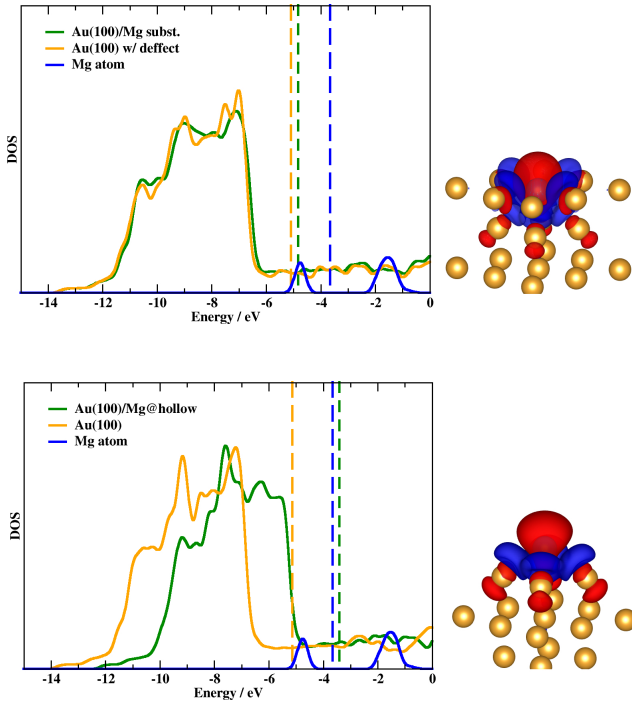 Au(100)/Mg subst.
Au(100) w/ deffect
Mg atom
DOS
-14 -12 -10 -8 -6 -4 -2 0
Energy / eV
Au(100)/Mg@hollow
Au(100)
Mg atom
DOS
-14 -12 -10 -8 -6 -4 -2 0
Energy / eV